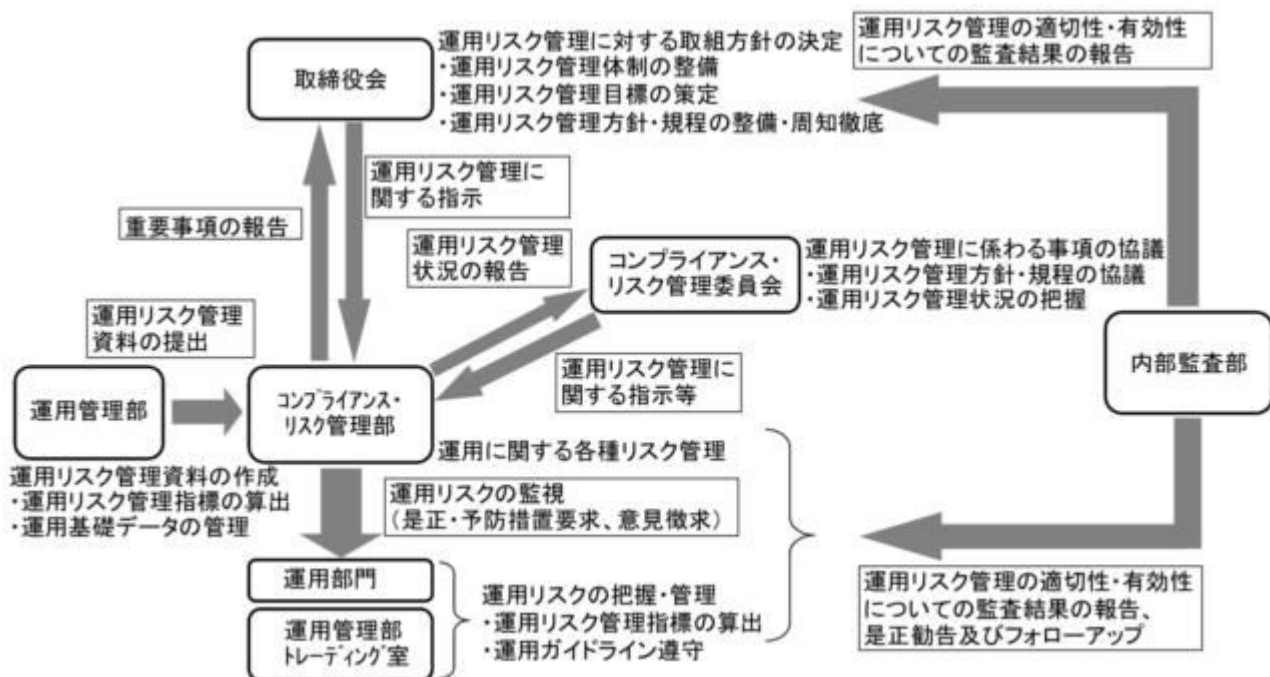 取締役会
運用リスク管理に対する取組方針の決定
・運用リスク管理体制の整備
・運用リスク管理目標の策定
・運用リスク管理方針・規程の整備・周知徹底
運用リスク管理の適切性・有効性
についての監査結果の報告
運用リスク管理に
関する指示
重要事項の報告
運用リスク管理
状況の報告
コンプライアンス・
リスク管理委員会
運用リスク管理に係わる事項の協議
・運用リスク管理方針・規程の協議
・運用リスク管理状況の把握
運用リスク管理
資料の提出
運用リスク管理に
関する指示等
内部監査部
運用管理部
コンプライアンス・
リスク管理部
運用に関する各種リスク管理
運用リスク管理資料の作成
・運用リスク管理指標の算出
・運用基礎データの管理
運用リスクの監視
(是正・予防措置要求、意見徴求)
運用部門
運用管理部
トレーディング室
運用リスクの把握・管理
・運用リスク管理指標の算出
・運用ガイドライン遵守
運用リスク管理の適切性・有効性
についての監査結果の報告、
是正勧告及びフォローアップ